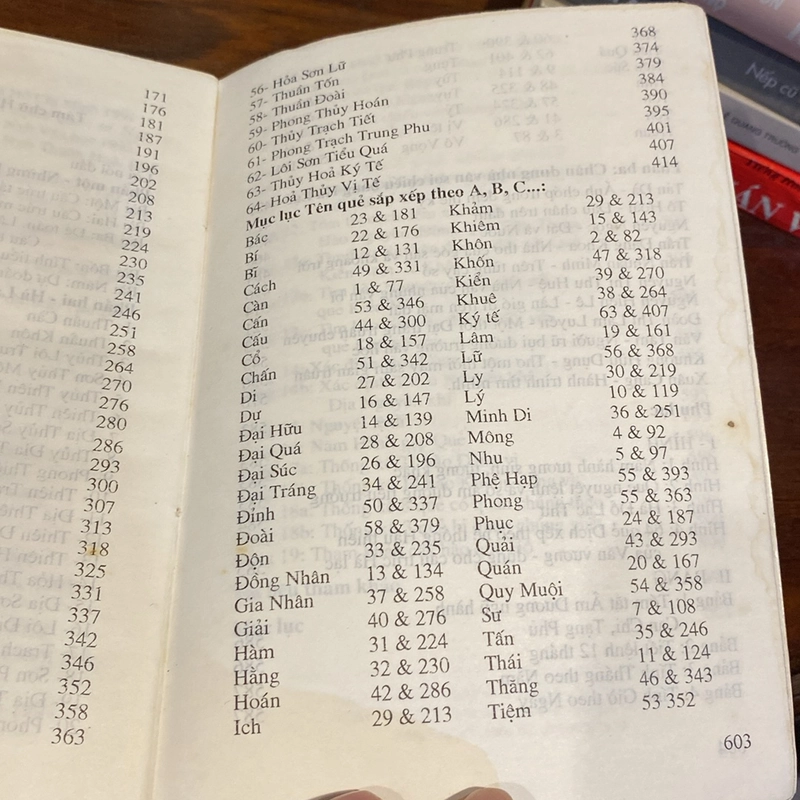 171
176
181
187
191
196
202
208
213
219
224
230
235
241
246
251
258
264
270
276
280
286
293
300
307
313
318
325
331
337
342
346
352
358
363
56- Hỏa Sơn Lữ 368
57- Thuần Tốn 374
58- Thuần Đoài 379
59- Phong Thủy Hoán 384
60- Thủy Trạch Tiết 390
61- Phong Trạch Trung Phu 395
62- Lôi Sơn Tiểu Quá 401
63- Thủy Hoả Ký Tế 407
64- Hoả Thủy Vị Tế 414
Mục lục Tên quẻ sắp xếp theo A, B, C...:
Bác 23 & 181 Khảm 29 & 213
Bí 22 & 176 Khiêm 15 & 143
Bĩ 12 & 131 Khôn 2 & 82
Cách 49 & 331 Khốn 47 & 318
Càn 1 & 77 Kiển 39 & 270
Cấn 53 & 346 Khuê 38 & 264
Cấu 44 & 300 Ký tế 63 & 407
Cổ 18 & 157 Lâm 19 & 161
Chấn 51 & 342 Lữ 56 & 368
Di 27 & 202 Ly 30 & 219
Dự 16 & 147 Lý 10 & 119
Đại Hữu 14 & 139 Minh Di 36 & 251
Đại Quá 28 & 208 Mông 4 & 92
Đại Súc 26 & 196 Nhu 5 & 97
Đại Tráng 34 & 241 Phệ Hạp 55 & 393
Đỉnh 50 & 337 Phong 55 & 363
Đoài 58 & 379 Phục 24 & 187
Độn 33 & 235 Quải 43 & 293
Đồng Nhân 13 & 134 Quán 20 & 167
Gia Nhân 37 & 258 Quy Muội 54 & 358
Giải 40 & 276 Sư 7 & 108
Hàm 31 & 224 Tấn 35 & 246
Hằng 32 & 230 Thái 11 & 124
Hoán 42 & 286 Thăng 46 & 343
Ich 29 & 213 Tiệm 53 352
603
Nếp cũ
QUANG TRƯỜNG